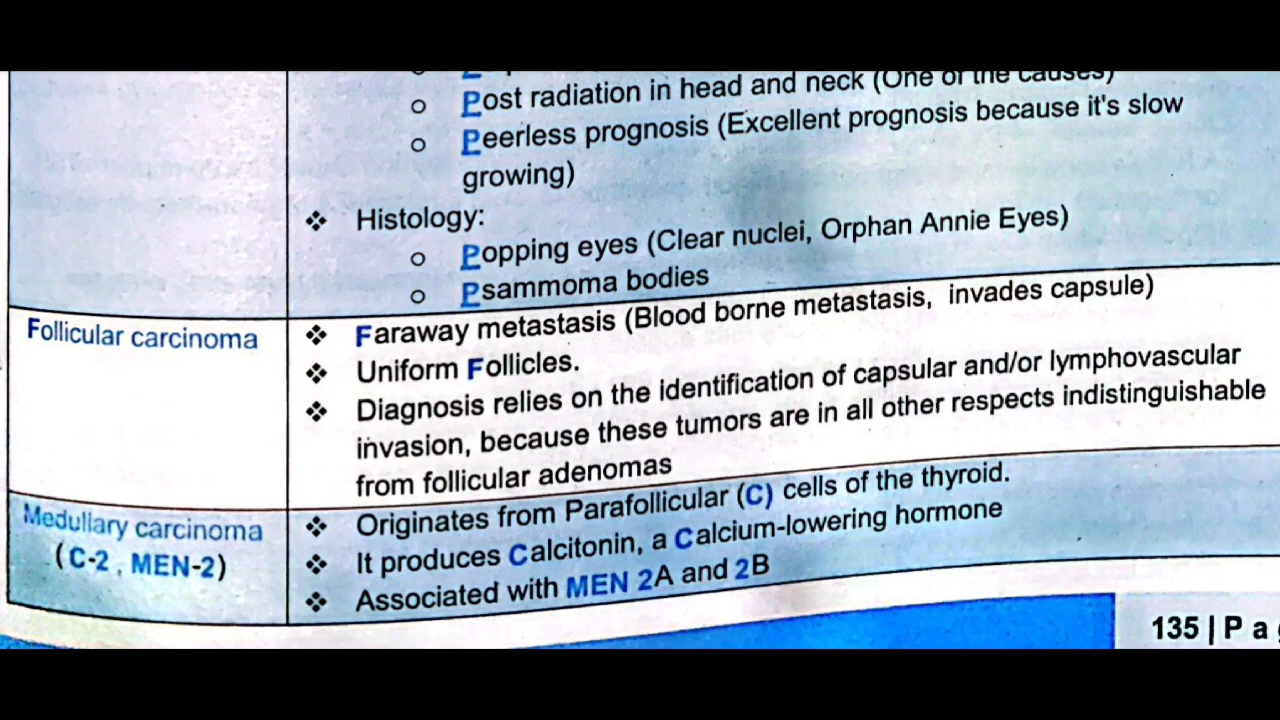 Post radiation in head and neck (One of the causes)
Peerless prognosis (Excellent prognosis because it's slow
growing)
Histology:
Popping eyes (Clear nuclei, Orphan Annie Eyes)
Psammoma bodies
Follicular carcinoma
Faraway metastasis (Blood borne metastasis, invades capsule)
Uniform Follicles.
Diagnosis relies on the identification of capsular and/or lymphovascular
invasion, because these tumors are in all other respects indistinguishable
from follicular adenomas
Medullary carcinoma
(C-2, MEN-2)
Originates from Parafollicular (C) cells of the thyroid.
It produces Calcitonin, a Calcium-lowering hormone
Associated with MEN 2A and 2B
135 | P a